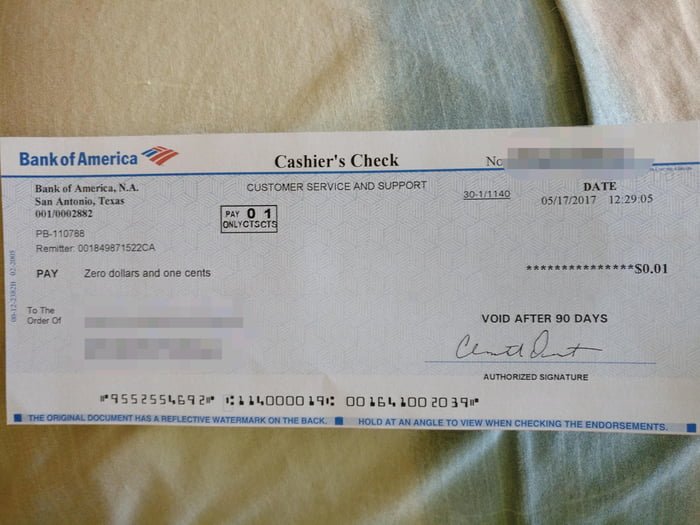 Bank of America
Cashier's Check
No
Bank of America, N.A.
San Antonio, Texas
001/0002882
CUSTOMER SERVICE AND SUPPORT
30-1/1140
DATE
05/17/2017 12:29:05
PAY 0 1
ONLYCTSCTS
PB-110788
Remitter: 001849871522CA
PAY Zero dollars and one cents
***************$0.01
To The
Order Of
VOID AFTER 90 DAYS
AUTHORIZED SIGNATURE
⑈9552554692⑈ ⑆114000019⑆ 001641002039⑈
THE ORIGINAL DOCUMENT HAS A REFLECTIVE WATERMARK ON THE BACK.
HOLD AT AN ANGLE TO VIEW WHEN CHECKING THE ENDORSEMENTS.